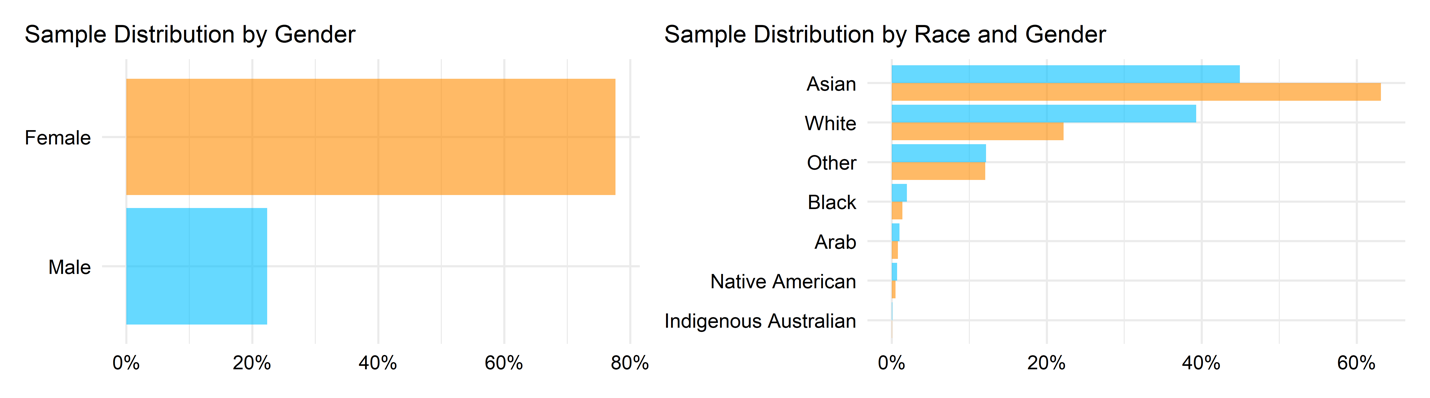 Sample Distribution by Gender
Female
Male
0% 20% 40% 60% 80%
Sample Distribution by Race and Gender
Asian
White
Other
Black
Arab
Native American
Indigenous Australian
0% 20% 40% 60%